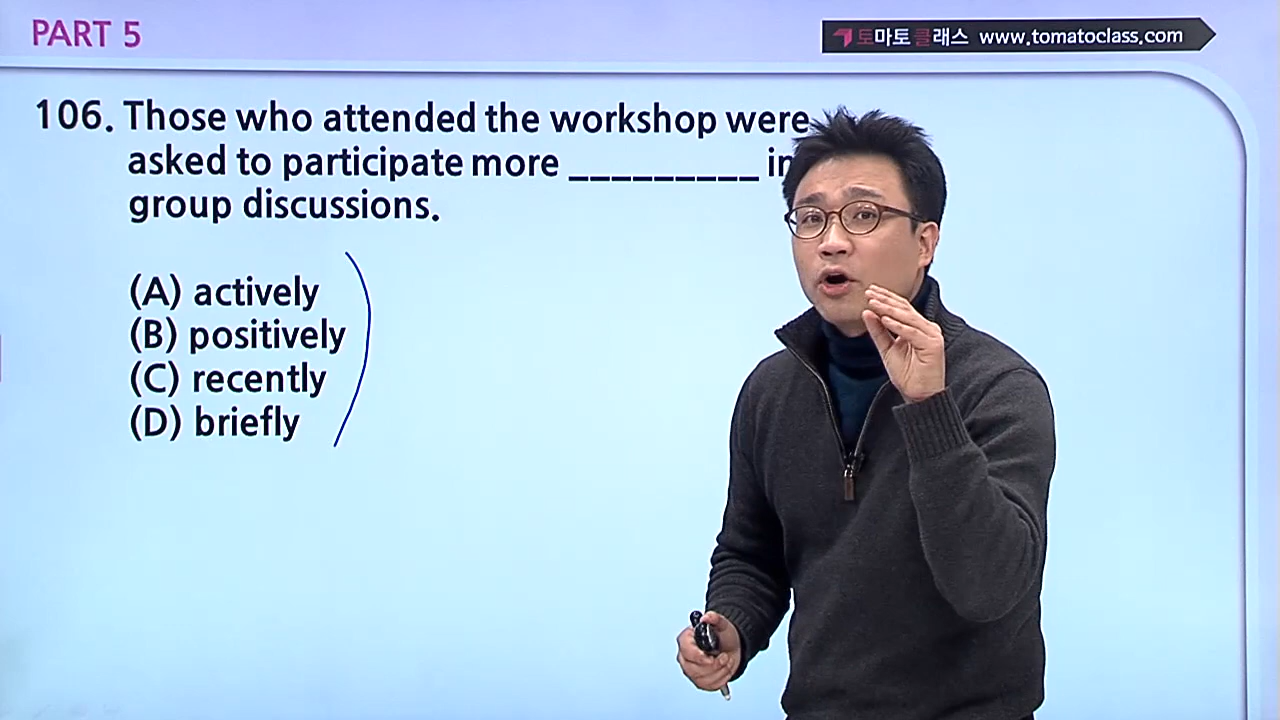 PART 5
토마토클래스 www.tomatoclass.com
106. Those who attended the workshop were
asked to participate more _________ in
group discussions.
(A) actively
(B) positively
(C) recently
(D) briefly